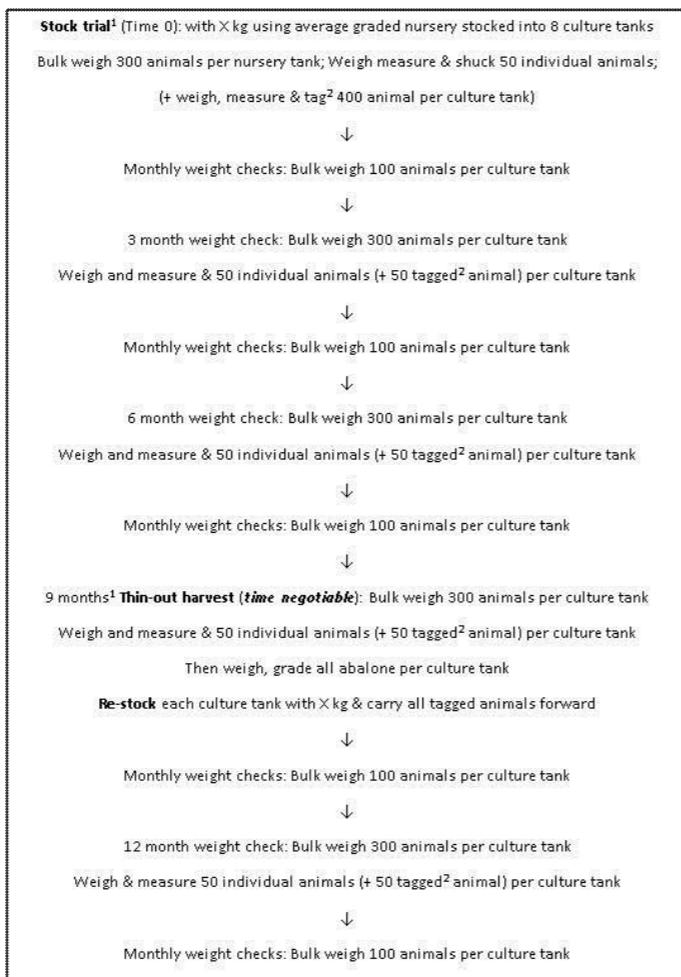 Stock trial¹ (Time 0): with X kg using average graded nursery stocked into 8 culture tanks
Bulk weigh 300 animals per nursery tank; Weigh measure & shuck 50 individual animals;
(+ weigh, measure & tag² 400 animal per culture tank)
↓
Monthly weight checks: Bulk weigh 100 animals per culture tank
↓
3 month weight check: Bulk weigh 300 animals per culture tank
Weigh and measure & 50 individual animals (+ 50 tagged² animal) per culture tank
↓
Monthly weight checks: Bulk weigh 100 animals per culture tank
↓
6 month weight check: Bulk weigh 300 animals per culture tank
Weigh and measure & 50 individual animals (+ 50 tagged² animal) per culture tank
↓
Monthly weight checks: Bulk weigh 100 animals per culture tank
↓
9 months¹ Thin-out harvest (time negotiable): Bulk weigh 300 animals per culture tank
Weigh and measure & 50 individual animals (+ 50 tagged² animal) per culture tank
Then weigh, grade all abalone per culture tank
Re-stock each culture tank with X kg & carry all tagged animals forward
↓
Monthly weight checks: Bulk weigh 100 animals per culture tank
↓
12 month weight check: Bulk weigh 300 animals per culture tank
Weigh & measure 50 individual animals (+ 50 tagged² animal) per culture tank
↓
Monthly weight checks: Bulk weigh 100 animals per culture tank